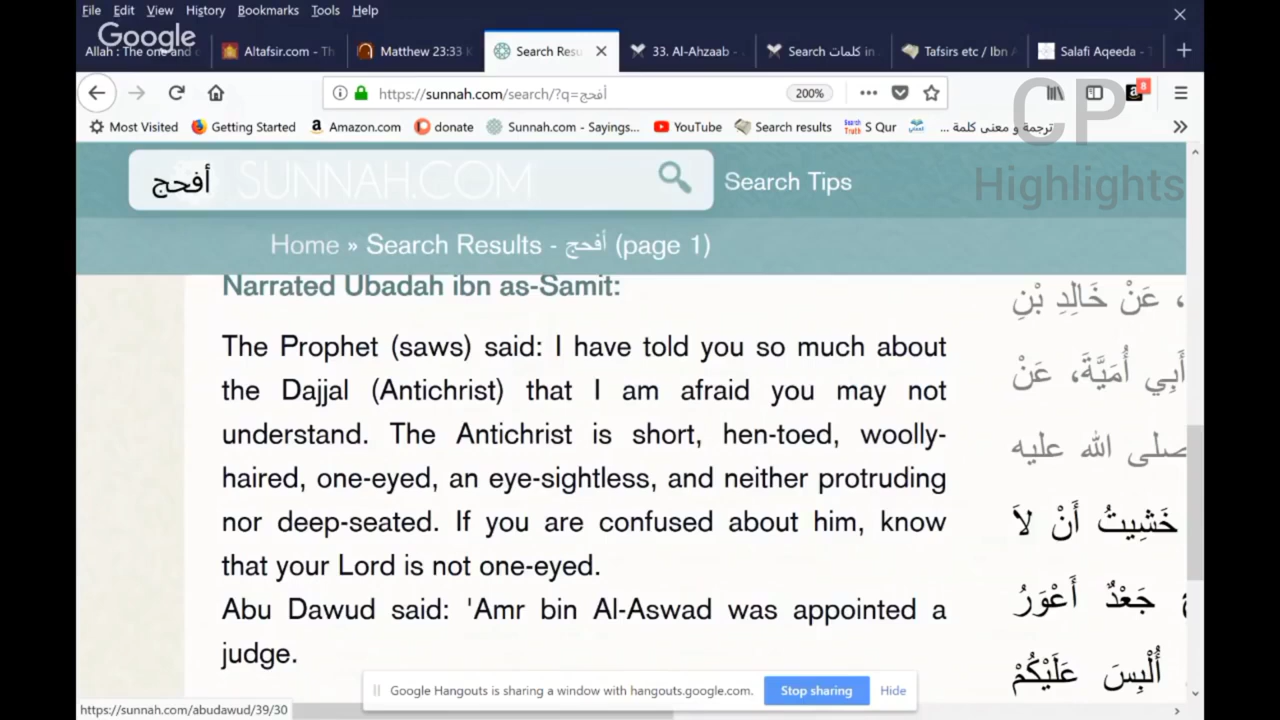 File Edit View History Bookmarks Tools Help
Google
Allah : The one and
Altafsir.com - Th
Matthew 23:33 K
Search Resu
33. Al-Ahzaab -
Search كلمات in
Tafsirs etc / Ibn A
Salafi Aqeeda -
https://sunnah.com/search/?q=أفحج
200%
8
CP
Most Visited Getting Started Amazon.com donate Sunnah.com - Sayings... YouTube Search results S Qur ترجمة و معنى كلمة ...
أفحج
SUNNAH.COM
Search Tips
Highlights
Home » Search Results - أفحج (page 1)
Narrated Ubadah ibn as-Samit:
The Prophet (saws) said: I have told you so much about
the Dajjal (Antichrist) that I am afraid you may not
understand. The Antichrist is short, hen-toed, woolly-
haired, one-eyed, an eye-sightless, and neither protruding
nor deep-seated. If you are confused about him, know
that your Lord is not one-eyed.
Abu Dawud said: 'Amr bin Al-Aswad was appointed a
judge.
، عَنْ خَالِدِ بْنِ
أَبِي أُمَيَّةَ، عَنْ
صلى الله عليه
خَشِيتُ أَنْ لاَ
جَعْدٌ أَعْوَرُ
أُلْبِسَ عَلَيْكُمْ
Google Hangouts is sharing a window with hangouts.google.com. Stop sharing Hide
https://sunnah.com/abudawud/39/30